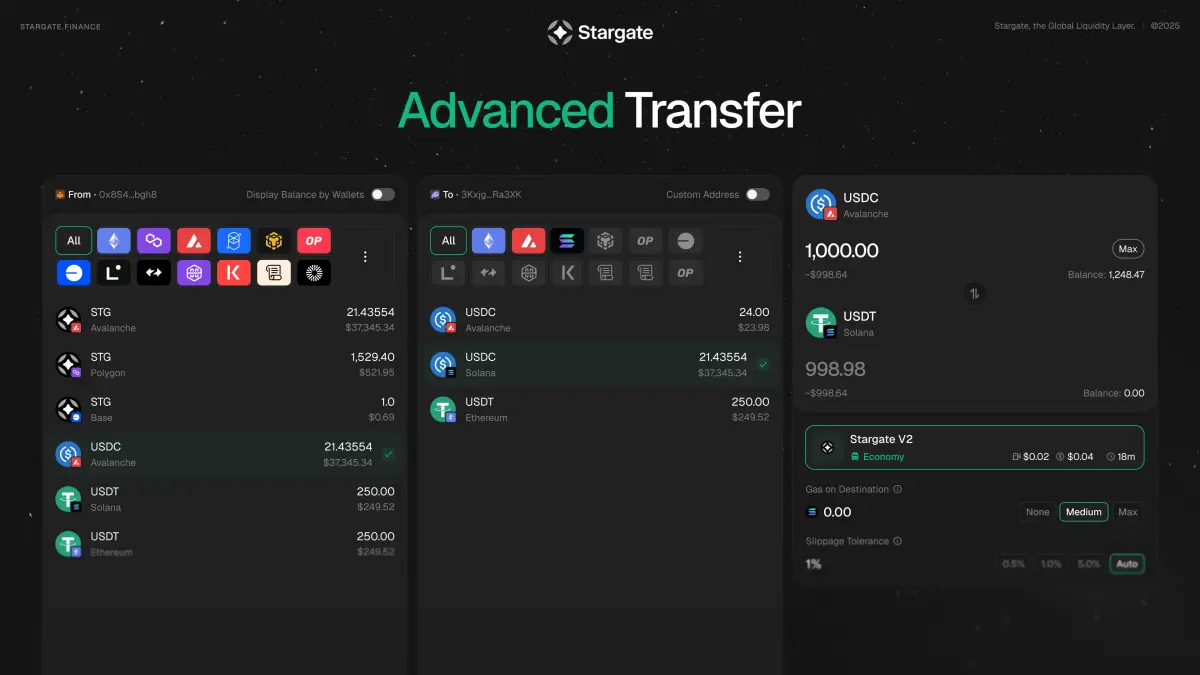 STARGATE.FINANCE
Stargate
Stargate, the Global Liquidity Layer. | ©2025
Advanced Transfer
From • 0x8S4...bgh8
Display Balance by Wallets
All
OP
STG
21.43554
Avalanche
$37,345.34
STG
1,529.40
Polygon
$521.95
STG
1.0
Base
$0.69
USDC
21.43554
Avalanche
$37,345.34
USDT
250.00
Solana
$249.52
USDT
250.00
Ethereum
$249.52
To • 3Kxjg...Ra3XK
Custom Address
All
OP
K
OP
USDC
24.00
Avalanche
$23.98
USDC
21.43554
Solana
$37,345.34
USDT
250.00
Ethereum
$249.52
USDC
Avalanche
1,000.00
Max
~$998.64
Balance: 1,248.47
USDT
Solana
998.98
~$998.64
Balance: 0.00
Stargate V2
Economy
$0.02
$0.04
18m
Gas on Destination
0.00
None
Medium
Max
Slippage Tolerance
1%
0.5%
1.0%
5.0%
Auto